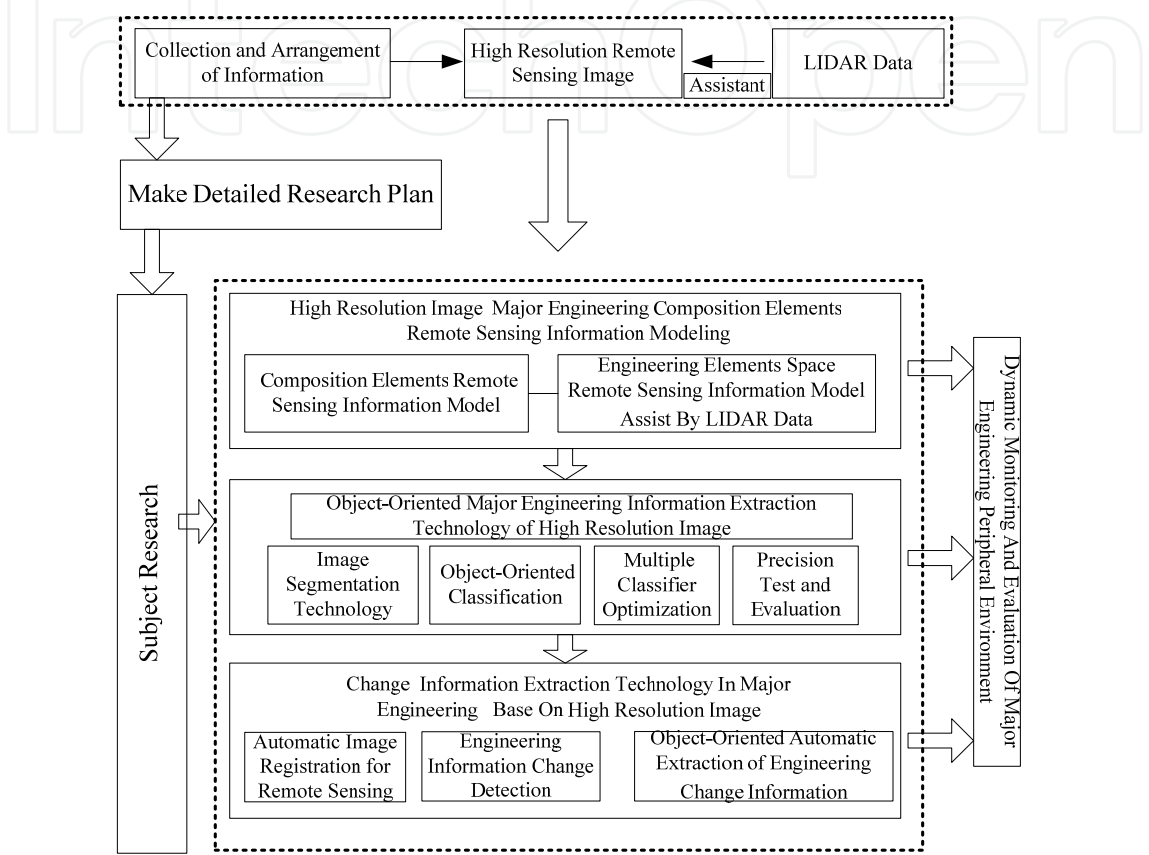 IntechOpen
Collection and Arrangement
of Information
High Resolution Remote
Sensing Image
Assistant
LIDAR Data
Make Detailed Research Plan
Subject Research
High Resolution Image Major Engineering Composition Elements
Remote Sensing Information Modeling
Composition Elements Remote
Sensing Information Model
Engineering Elements Space
Remote Sensing Information Model
Assist By LIDAR Data
Object-Oriented Major Engineering Information Extraction
Technology of High Resolution Image
Image
Segmentation
Technology
Object-Oriented
Classification
Multiple
Classifier
Optimization
Precision
Test and
Evaluation
Change Information Extraction Technology In Major
Engineering Base On High Resolution Image
Automatic Image
Registration for
Remote Sensing
Engineering
Information Change
Detection
Object-Oriented Automatic
Extraction of Engineering
Change Information
Dynamic Monitoring And Evaluation Of Major
Engineering Peripheral Environment